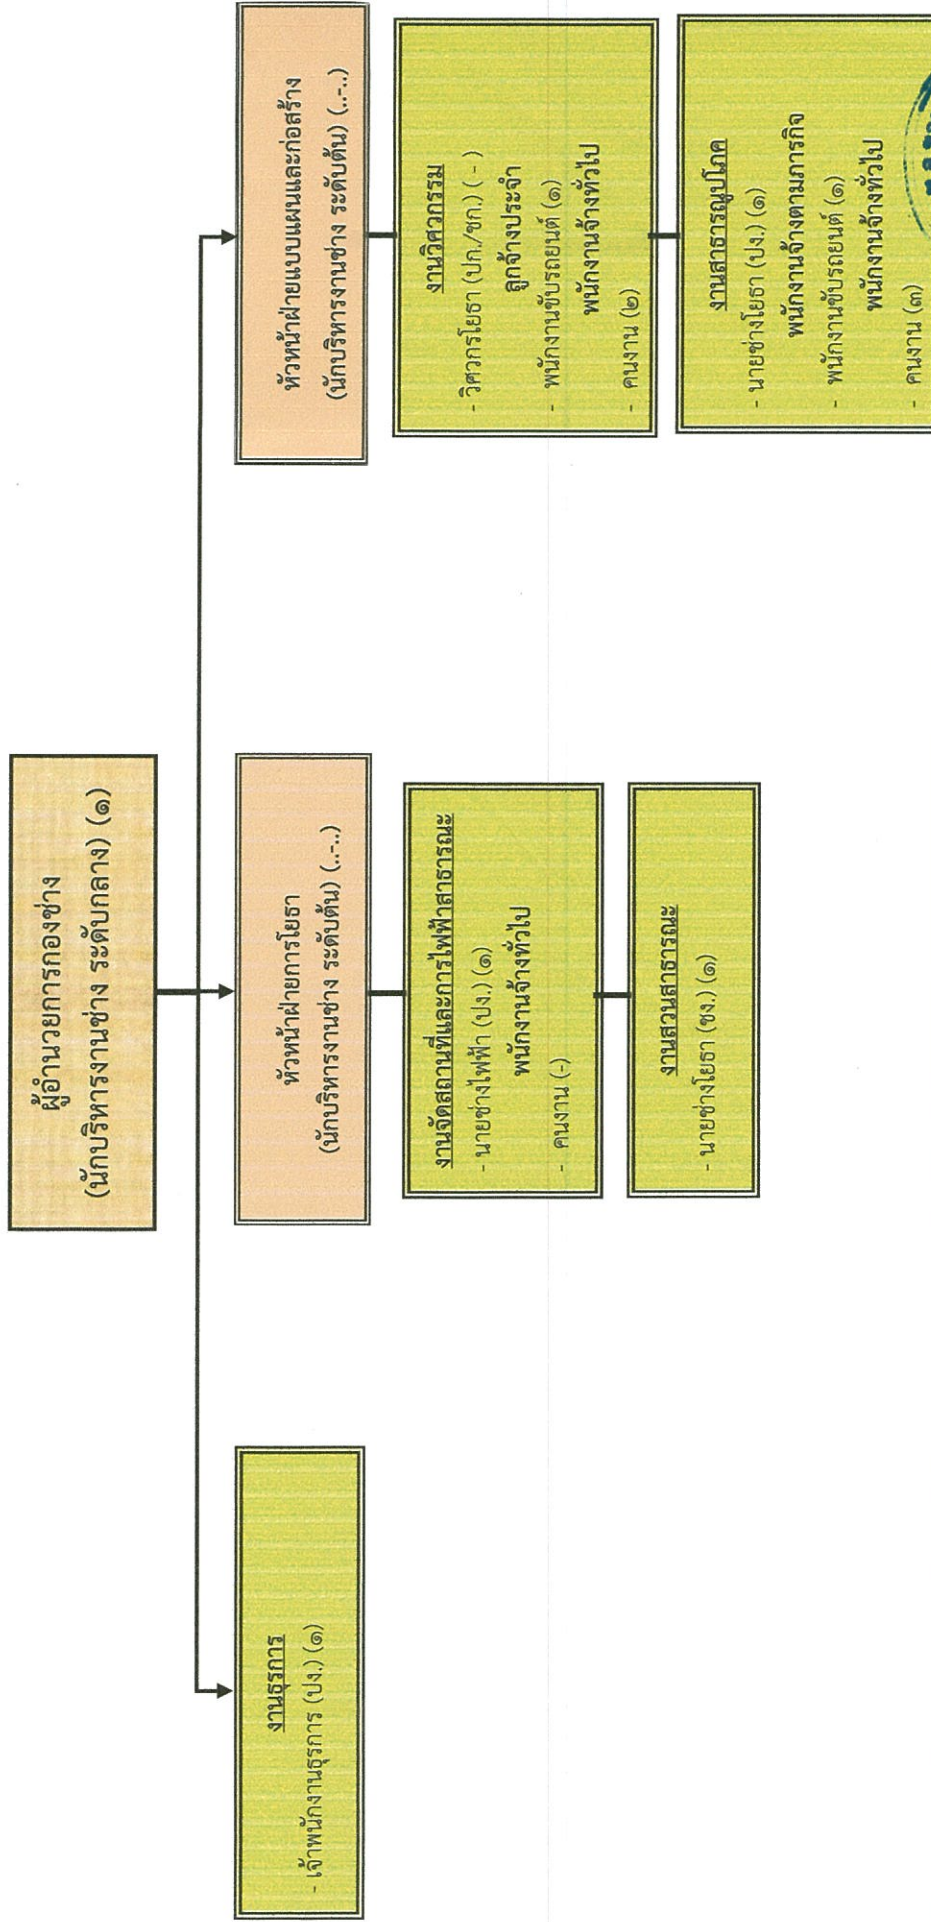 ผู้อำนวยการกองช่าง
(นักบริหารงานช่าง ระดับกลาง) (๑)
งานธุรการ
- เจ้าพนักงานธุรการ (ปง.) (๑)
หัวหน้าฝ่ายการโยธา
(นักบริหารงานช่าง ระดับต้น) (..-..)
งานจัดสถานที่และการไฟฟ้าสาธารณะ
- นายช่างไฟฟ้า (ปง.) (๑)
พนักงานจ้างทั่วไป
- คนงาน (-)
งานสวนสาธารณะ
- นายช่างโยธา (ชง.) (๑)
หัวหน้าฝ่ายแบบแผนและก่อสร้าง
(นักบริหารงานช่าง ระดับต้น) (..-..)
งานวิศวกรรม
- วิศวกรโยธา (ปก./ชก.) ( - )
ลูกจ้างประจำ
- พนักงานขับรถยนต์ (๑)
พนักงานจ้างทั่วไป
- คนงาน (๒)
งานสาธารณูปโภค
- นายช่างโยธา (ปง.) (๑)
พนักงานจ้างตามภารกิจ
- พนักงานขับรถยนต์ (๑)
พนักงานจ้างทั่วไป
- คนงาน (๓)